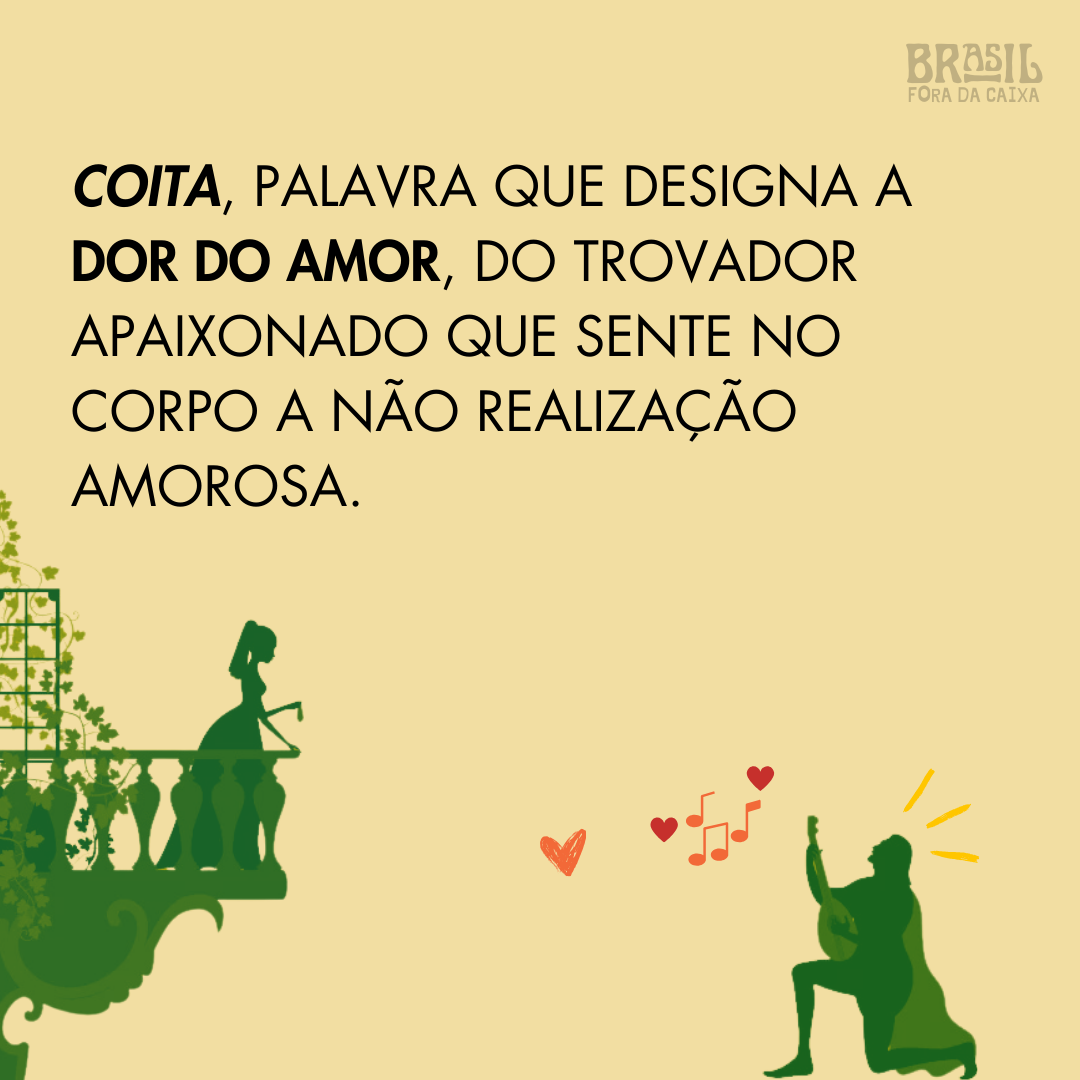 BRASIL
FORA DA CAIXA
COITA, PALAVRA QUE DESIGNA A
DOR DO AMOR, DO TROVADOR
APAIXONADO QUE SENTE NO
CORPO A NÃO REALIZAÇÃO
AMOROSA.